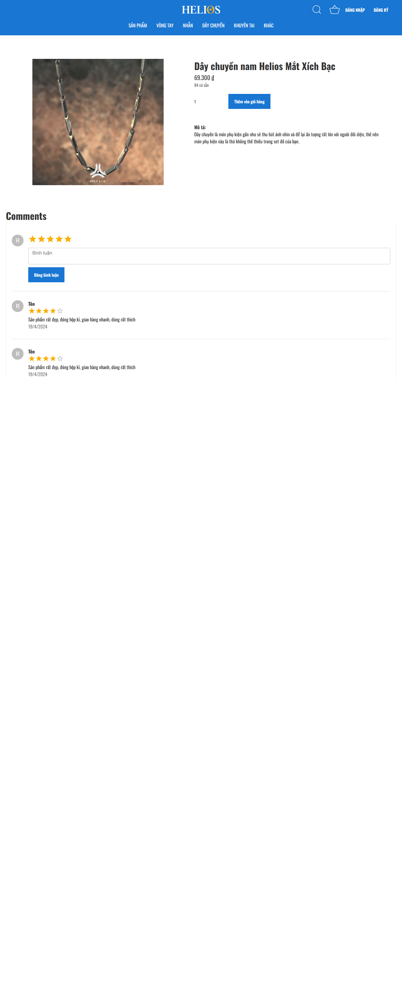 HELIOS
ĐĂNG NHẬP
ĐĂNG KÝ
SẢN PHẨM
VÒNG TAY
NHẪN
DÂY CHUYỀN
KHUYÊN TAI
KHÁC
Dây chuyền nam Helios Mắt Xích Bạc
69.300 ₫
84 có sẵn
1
Thêm vào giỏ hàng
Mô tả:
Dây chuyền là món phụ kiện gần như sẽ thu hút ánh nhìn và để lại ấn tượng rất lớn với người đối diện, thế nên
món phụ kiện này là thứ không thể thiếu trong set đồ của bạn.
HELIOS
Comments
R
Bình luận
Đăng bình luận
R
Tên
Sản phẩm rất đẹp, đóng hộp kĩ, giao hàng nhanh, dùng rất thích
19/4/2024
R
Tên
Sản phẩm rất đẹp, đóng hộp kĩ, giao hàng nhanh, dùng rất thích
19/4/2024